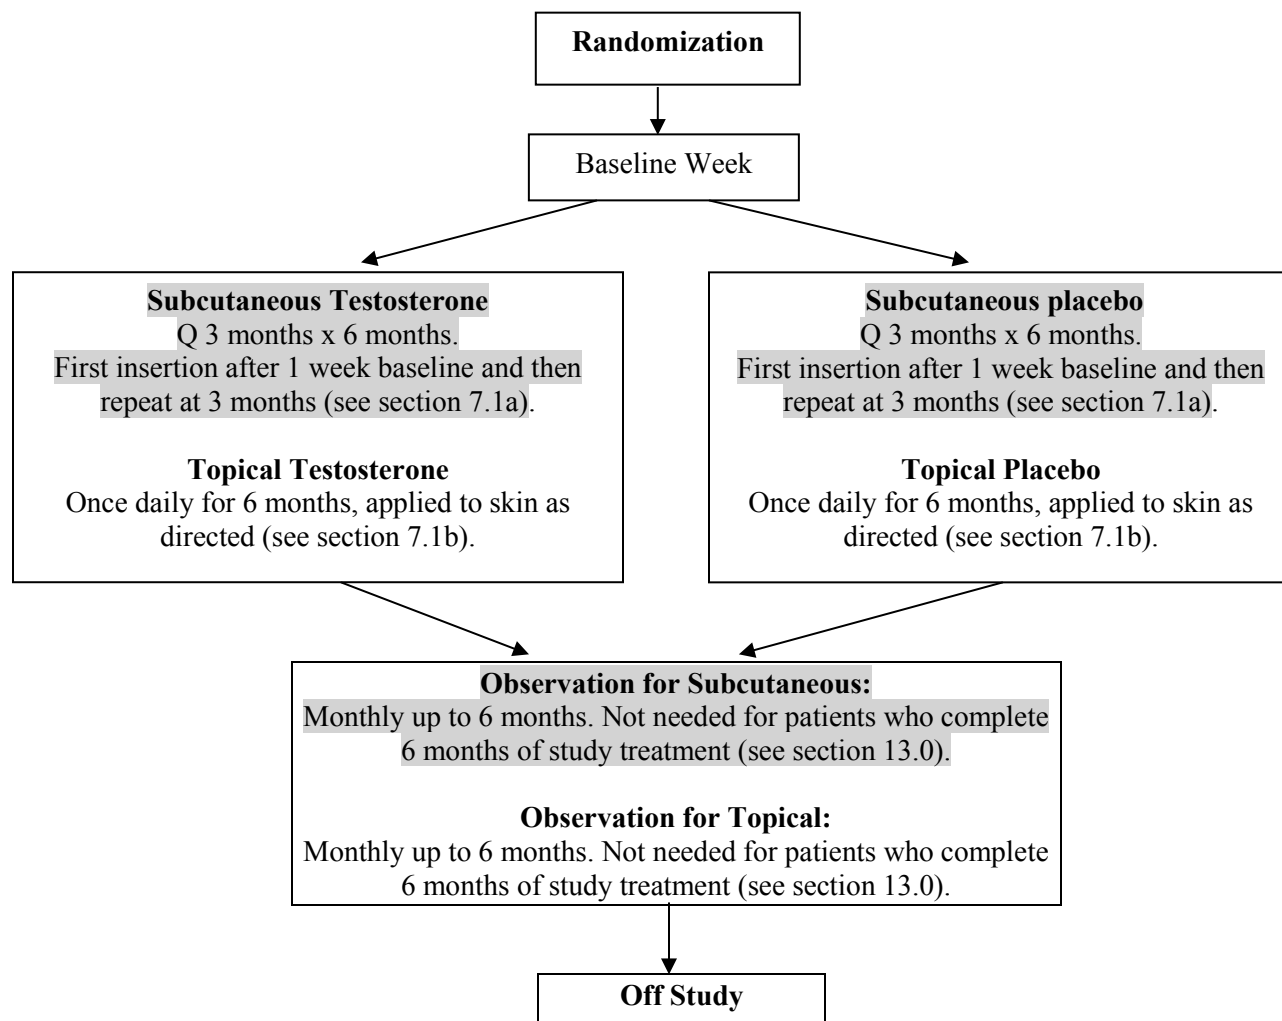 Randomization
Baseline Week
Subcutaneous Testosterone
Q 3 months x 6 months.
First insertion after 1 week baseline and then
repeat at 3 months (see section 7.1a).
Topical Testosterone
Once daily for 6 months, applied to skin as
directed (see section 7.1b).
Subcutaneous placebo
Q 3 months x 6 months.
First insertion after 1 week baseline and then
repeat at 3 months (see section 7.1a).
Topical Placebo
Once daily for 6 months, applied to skin as
directed (see section 7.1b).
Observation for Subcutaneous:
Monthly up to 6 months. Not needed for patients who complete
6 months of study treatment (see section 13.0).
Observation for Topical:
Monthly up to 6 months. Not needed for patients who complete
6 months of study treatment (see section 13.0).
Off Study